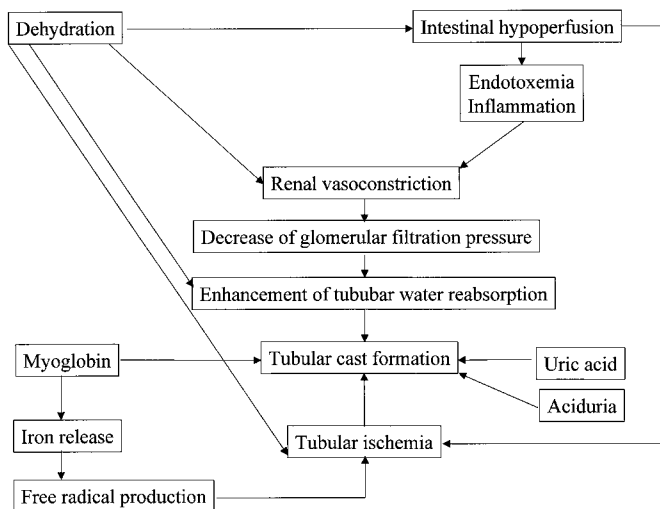 Dehydration
Intestinal hypoperfusion
Endotoxemia
Inflammation
Renal vasoconstriction
Decrease of glomerular filtration pressure
Enhancement of tububar water reabsorption
Myoglobin
Tubular cast formation
Uric acid
Aciduria
Iron release
Tubular ischemia
Free radical production